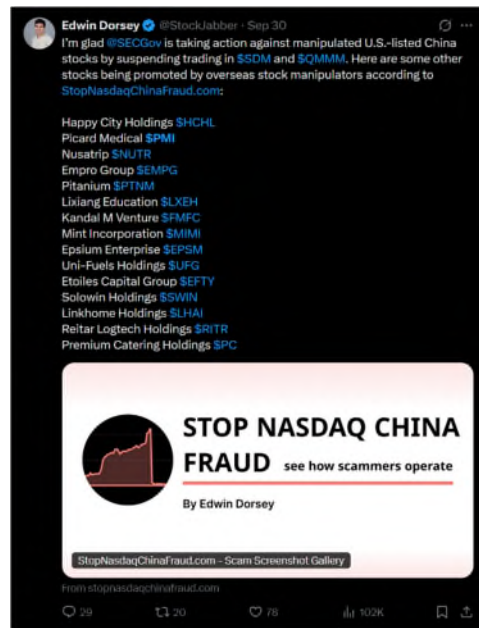 Edwin Dorsey @StockJabber · Sep 30
I'm glad @SECGov is taking action against manipulated U.S.-listed China
stocks by suspending trading in $SDM and $QMMM. Here are some other
stocks being promoted by overseas stock manipulators according to
StopNasdaqChinaFraud.com:
Happy City Holdings $HCHL
Picard Medical $PMI
Nusatrip $NUTR
Empro Group $EMPG
Pitanium $PTNM
Lixiang Education $LXEH
Kandal M Venture $FMFC
Mint Incorporation $MIMI
Epsium Enterprise $EPSM
Uni-Fuels Holdings $UFG
Etoiles Capital Group $EFTY
Solowin Holdings $SWIN
Linkhome Holdings $LHAI
Reitar Logtech Holdings $RITR
Premium Catering Holdings $PC
STOP NASDAQ CHINA
FRAUD see how scammers operate
By Edwin Dorsey
StopNasdaqChinaFraud.com - Scam Screenshot Gallery
From stopnasdaqchinafraud.com
29 20 78 102K